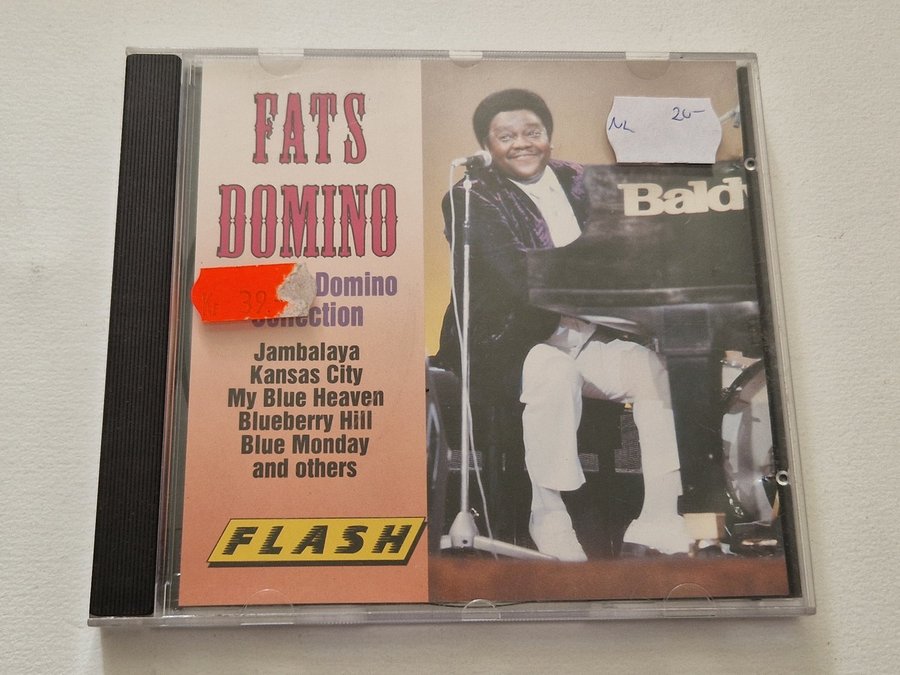 FATS
DOMINO
Domino
Collection
Jambalaya
Kansas City
My Blue Heaven
Blueberry Hill
Blue Monday
and others
FLASH
NL 20-
Bald